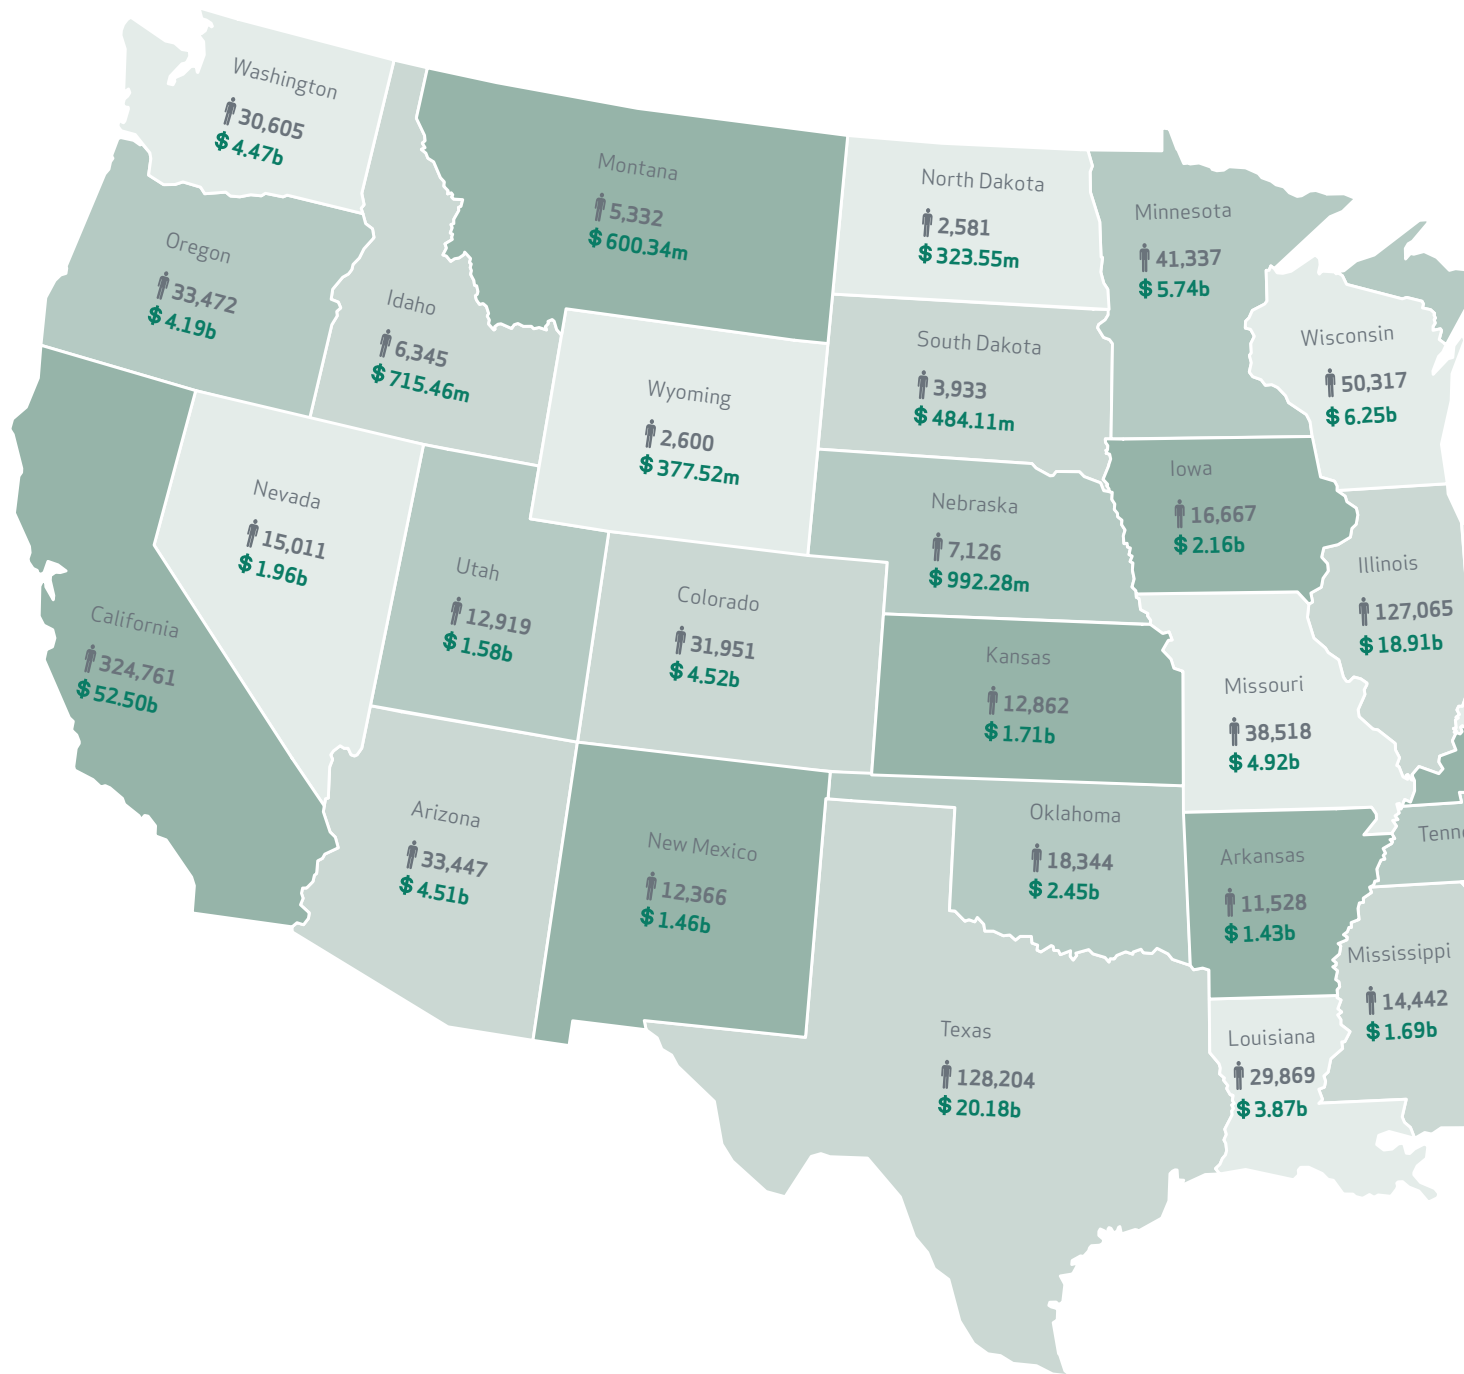 Washington
30,605
$4.47b
Montana
5,332
$600.34m
North Dakota
2,581
$323.55m
Minnesota
41,337
$5.74b
Oregon
33,472
$4.19b
Idaho
6,345
$715.46m
South Dakota
3,933
$484.11m
Wisconsin
50,317
$6.25b
Wyoming
2,600
$377.52m
Iowa
16,667
$2.16b
Nevada
15,011
$1.96b
Nebraska
7,126
$992.28m
Utah
12,919
$1.58b
Illinois
127,065
$18.91b
Colorado
31,951
$4.52b
California
324,761
$52.50b
Kansas
12,862
$1.71b
Missouri
38,518
$4.92b
Arizona
33,447
$4.51b
New Mexico
12,366
$1.46b
Oklahoma
18,344
$2.45b
Arkansas
11,528
$1.43b
Tenn
Mississippi
14,442
$1.69b
Texas
128,204
$20.18b
Louisiana
29,869
$3.87b